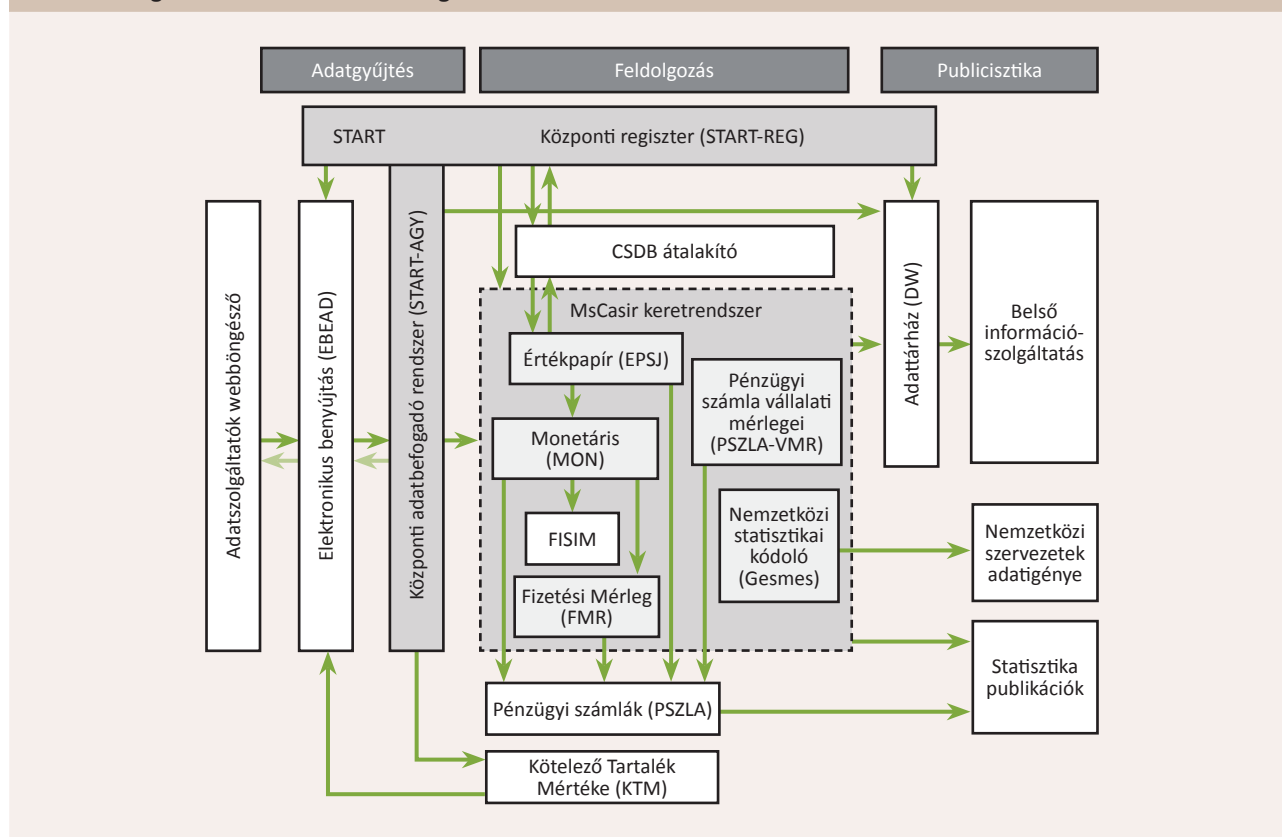 Adatgyűjtés
Feldolgozás
Publicisztika
START
Központi regiszter (START-REG)
Adatszolgáltatók webböngésző
Elektronikus benyújtás (EBEAD)
Központi adatbefogadó rendszer (START-AGY)
CSDB átalakító
MsCasir keretrendszer
Értékpapír (EPSJ)
Monetáris
(MON)
FISIM
Fizetési Mérleg
(FMR)
Pénzügyi
számla vállalati
mérlegei
(PSZLA-VMR)
Nemzetközi
statisztikai
kódoló
(Gesmes)
Pénzügyi számlák (PSZLA)
Kötelező Tartalék
Mértéke (KTM)
Adattárház (DW)
Belső
információ-
szolgáltatás
Nemzetközi
szervezetek
adatigénye
Statisztika
publikációk